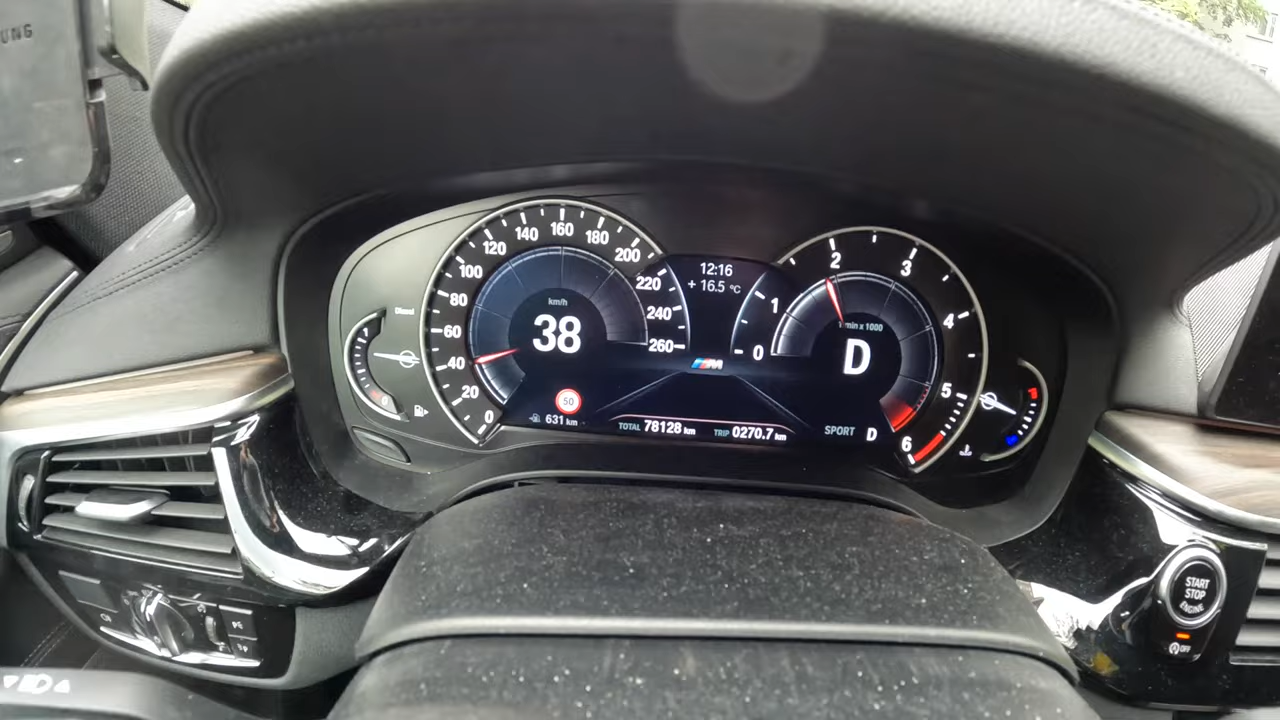 UNG
Diesel
1
0
0
20
40
60
80
100
120
140
160
180
200
220
240
260
km/h
38
50
631 km
12:16
+ 16.5 °C
M
TOTAL 78128 km TRIP 0270.7 km
0
1
2
3
4
5
6
1/min x 1000
D
SPORT D
START
STOP
ENGINE
OFF